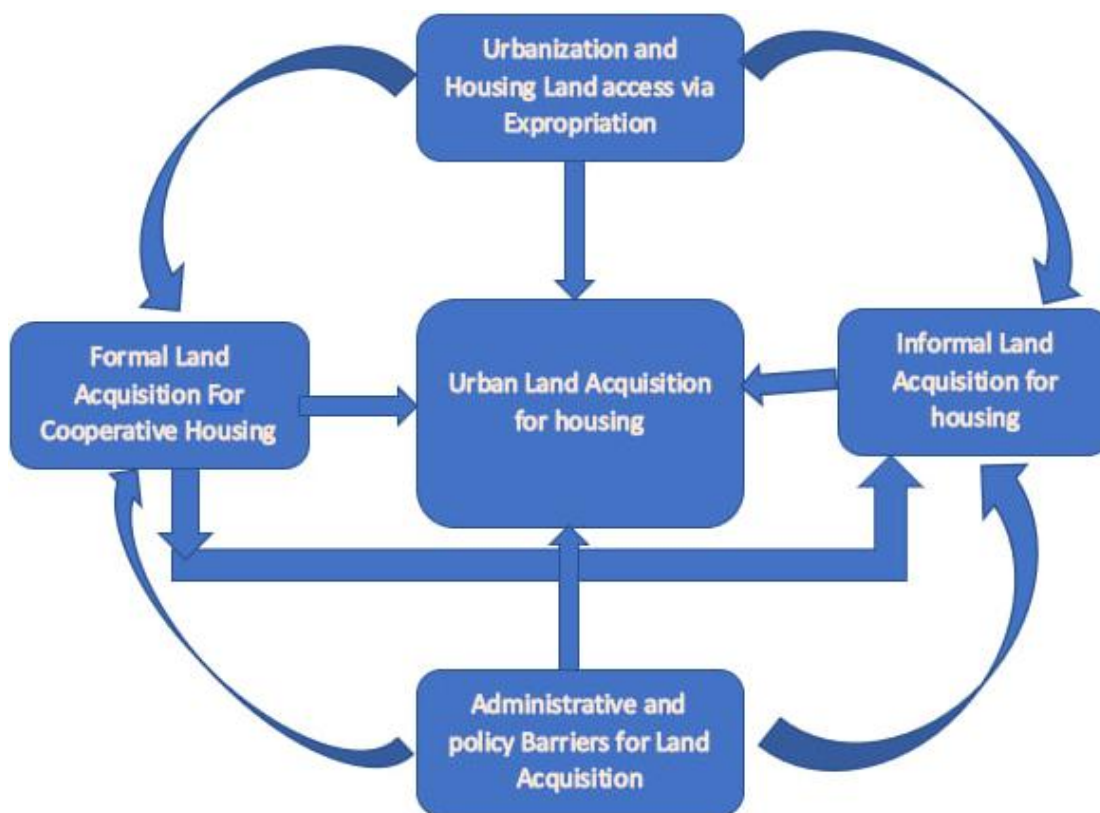 Urbanization and
Housing Land access via
Expropriation
Formal Land
Acquisition For
Cooperative Housing
Urban Land Acquisition
for housing
Informal Land
Acquisition for
housing
Administrative and
policy Barriers for Land
Acquisition